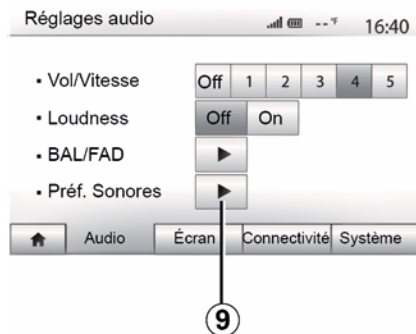 Réglages audio --°F 16:40
▪ Vol/Vitesse Off 1 2 3 4 5
▪ Loudness Off On
▪ BAL/FAD
▪ Préf. Sonores
Audio Écran Connectivité Système
9